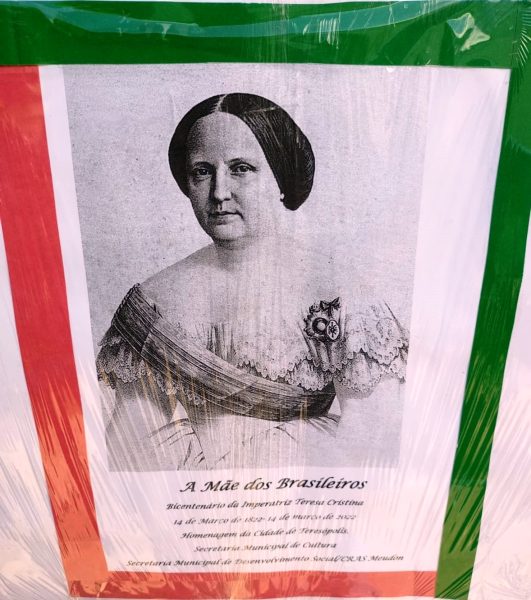 A Mãe dos Brasileiros
Bicentenário da Imperatriz Teresa Cristina
14 de Março de 1822-14 de março de 2022
Homenagem da Cidade de Teresópolis.
Secretaria Municipal de Cultura
Secretaria Municipal de Desenvolvimento Social/CRAS Meudon